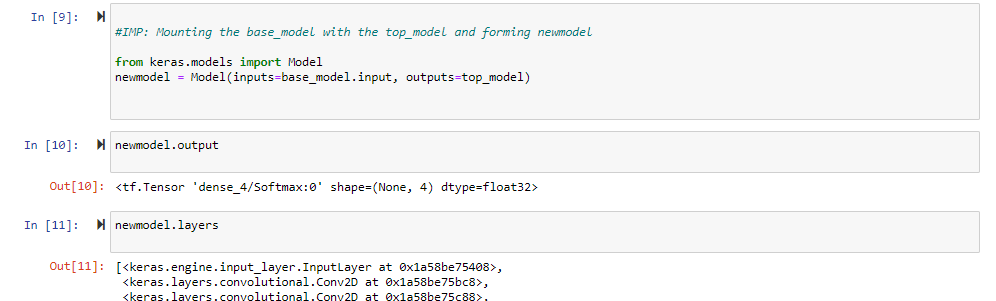 In [9]:
#IMP: Mounting the base_model with the top_model and forming newmodel
from keras.models import Model
newmodel = Model(inputs=base_model.input, outputs=top_model)
In [10]: newmodel.output
Out[10]: <tf.Tensor 'dense_4/Softmax:0' shape=(None, 4) dtype=float32>
In [11]: newmodel.layers
Out[11]: [<keras.engine.input_layer.InputLayer at 0x1a58be75408>,
<keras.layers.convolutional.Conv2D at 0x1a58be75bc8>,
<keras.layers.convolutional.Conv2D at 0x1a58be75c88>.